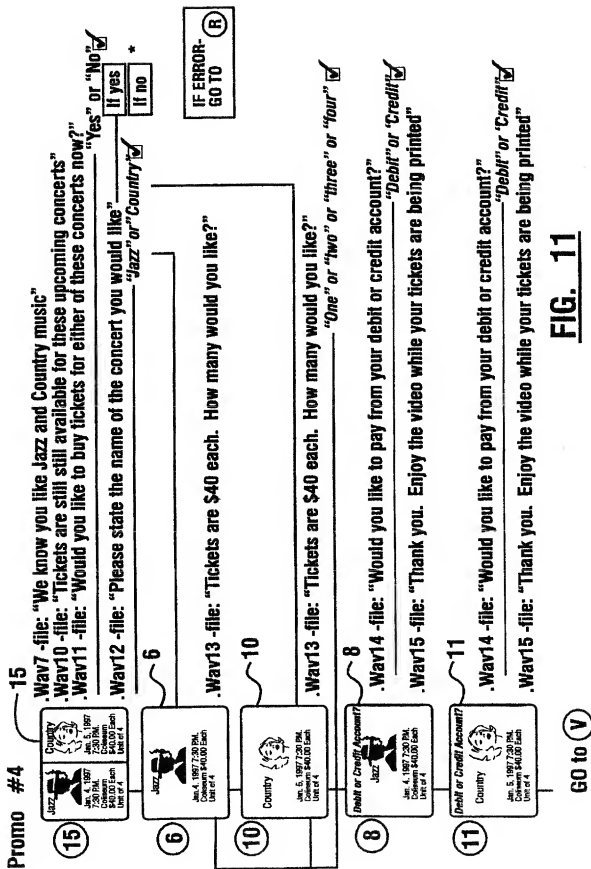 Promo #4
15
15
Jazz
Jan. 4, 1997
7:30 PM.
Coliseum
$40.00 Each
Unit of 4
Country
Jan. 5, 1997
7:30 PM.
Coliseum
$40.00 Each
Unit of 4
.Wav7 -file: "We know you like Jazz and Country music"
.Wav10 -file: "Tickets are still still available for these upcoming concerts"
.Wav11 -file: "Would you like to buy tickets for either of these concerts now?"
"Yes" or "No"
If yes
If no *
.Wav12 -file: "Please state the name of the concert you would like"
"Jazz" or "Country"
IF ERROR-
GO TO R
6
6
Jazz
Jan. 4, 1997 7:30 PM.
Coliseum $40.00 Each
Unit of 4
.Wav13 -file: "Tickets are $40 each. How many would you like?"
10
10
Country
Jan. 5, 1997 7:30 PM.
Coliseum $40.00 Each
Unit of 4
.Wav13 -file: "Tickets are $40 each. How many would you like?
"One" or "two" or "three" or "four"
8
8
Debit or Credit Account?
Jazz
Jan. 4, 1997 7:30 PM.
Coliseum $40.00 Each
Unit of 4
.Wav14 -file: "Would you like to pay from your debit or credit account?"
"Debit" or "Credit"
.Wav15 -file: "Thank you. Enjoy the video while your tickets are being printed"
11
11
Debit or Credit Account?
Country
Jan. 5, 1997 7:30 PM.
Coliseum $40.00 Each
Unit of 4
.Wav14 -file: "Would you like to pay from your debit or credit account?"
"Debit" or "Credit"
.Wav15 -file: "Thank you. Enjoy the video while your tickets are being printed"
GO to V
FIG. 11